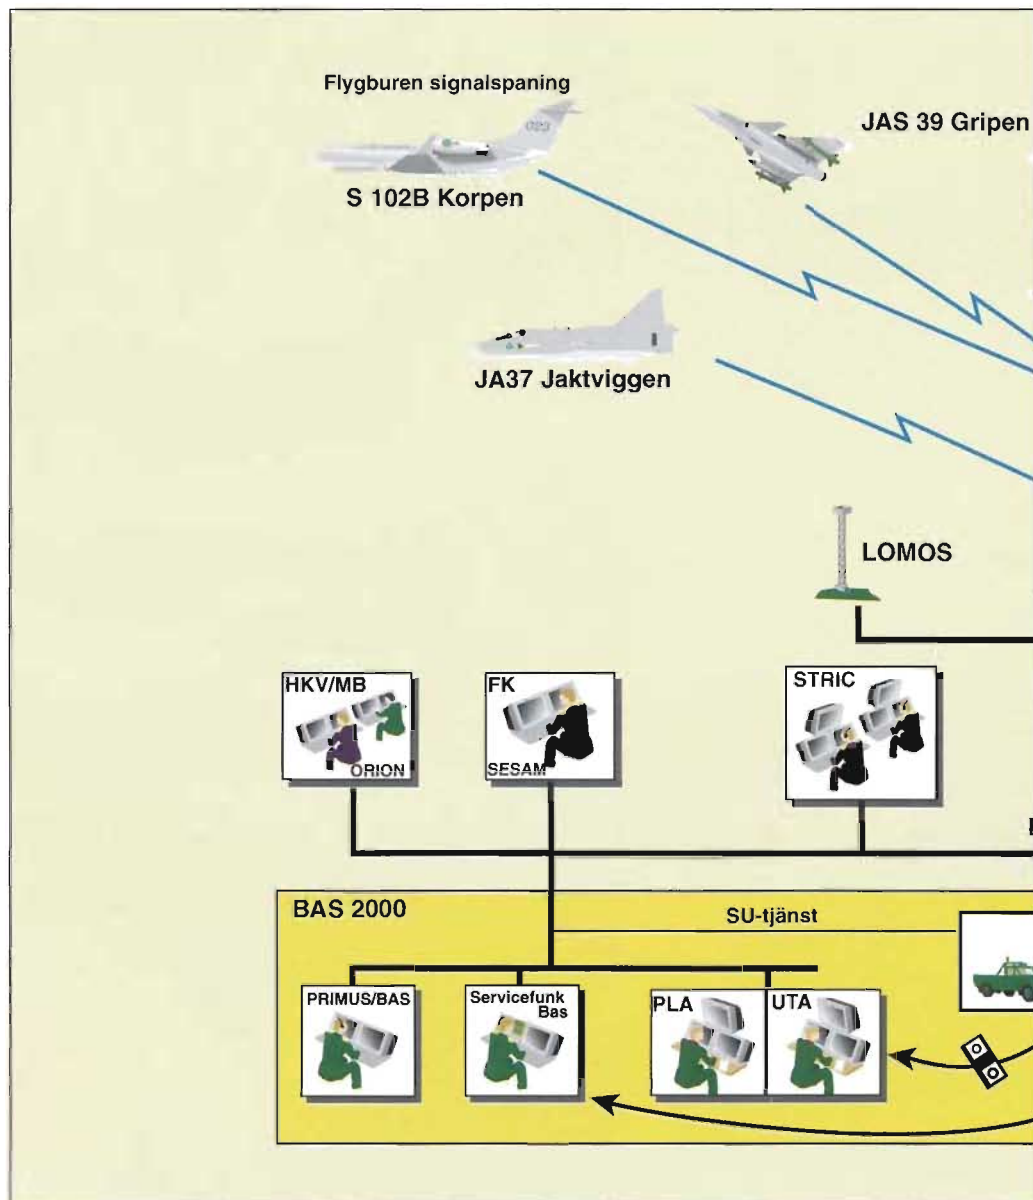 Flygburen signalspaning
023
S 102B Korpen
JAS 39 Gripen
JA37 Jaktviggen
LOMOS
HKV/MB
ORION
FK
SESAM
STRIC
BAS 2000
SU-tjänst
PRIMUS/BAS
Servicefunk
Bas
PLA
UTA